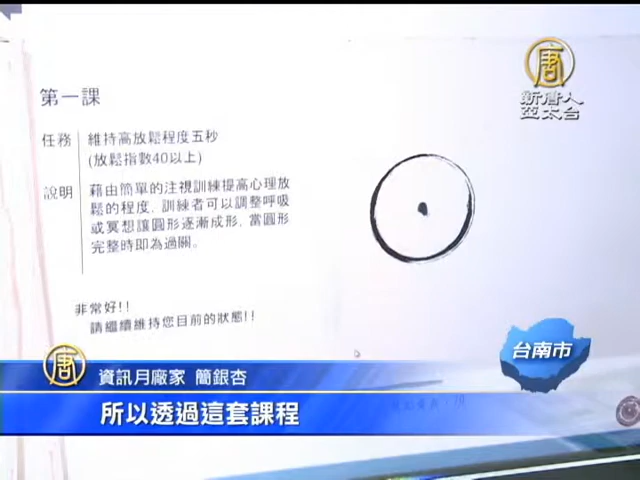 唐
新唐人
亞太台
第一課
任務 維持高放鬆程度五秒
(放鬆指數40以上)
說明 藉由簡單的注視訓練提高心理放
鬆的程度，訓練者可以調整呼吸
或冥想讓圓形逐漸成形，當圓形
完整時即為過關。
非常好!!
請繼續維持您目前的狀態!!
台南市
唐 資訊月廠家 簡銀杏
所以透過這套課程